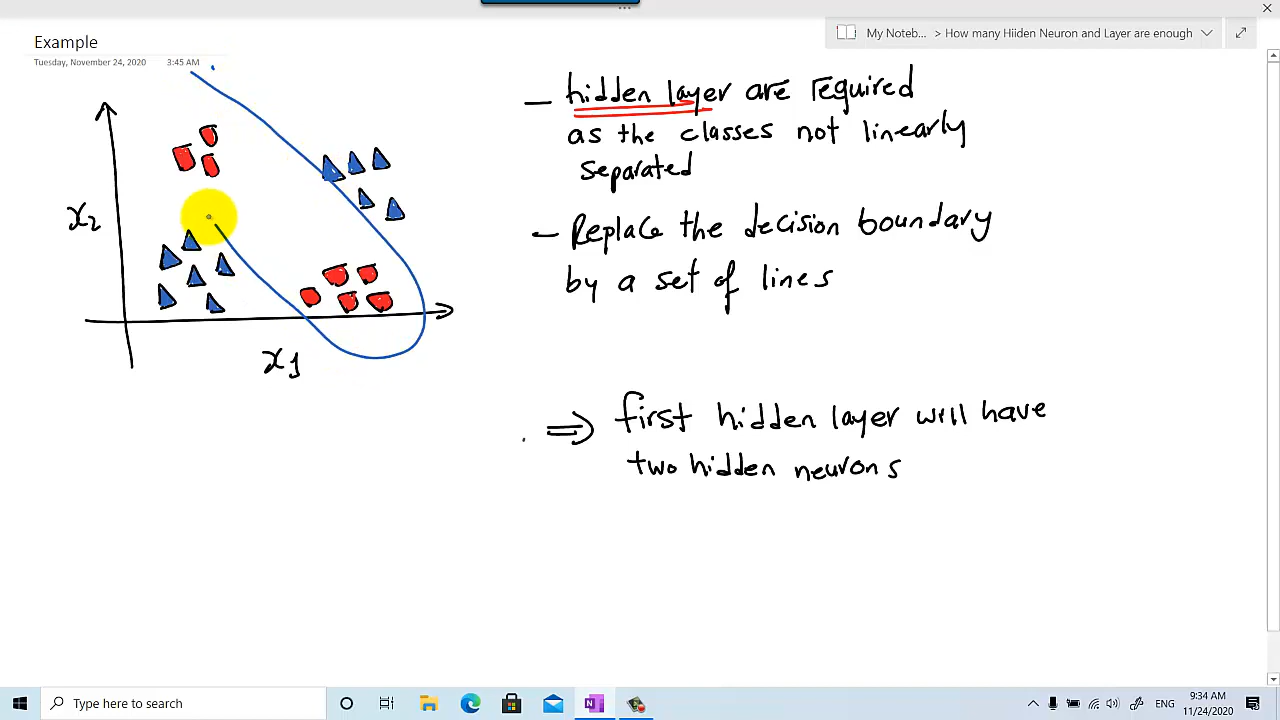 Example
Tuesday, November 24, 2020 3:45 AM
My Noteb... > How many Hiiden Neuron and Layer are enough
– hidden layer are required
as the classes not linearly
separated
– Replace the decision boundary
by a set of lines
⇒ first hidden layer will have
two hidden neurons
x2
x1
Type here to search
ENG
9:34 AM
11/24/2020